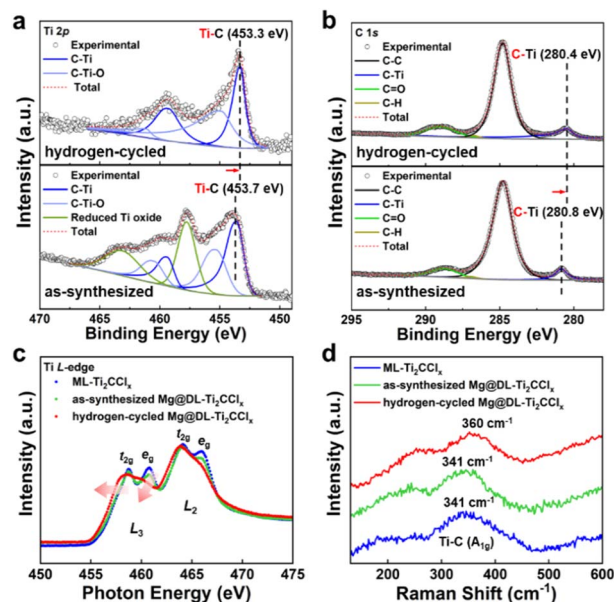 a
Ti 2p
Ti-C (453.3 eV)
Experimental
C-Ti
C-Ti-O
Total
hydrogen-cycled
Experimental
C-Ti
C-Ti-O
Reduced Ti oxide
Total
Ti-C (453.7 eV)
as-synthesized
470 465 460 455 450
Binding Energy (eV)
Intensity (a.u.)
b
C 1s
Experimental
C-C
C-Ti
C=O
C-H
Total
C-Ti (280.4 eV)
hydrogen-cycled
Experimental
C-C
C-Ti
C=O
C-H
Total
C-Ti (280.8 eV)
as-synthesized
295 290 285 280
Binding Energy (eV)
Intensity (a.u.)
c
Ti L-edge
ML-Ti₂CClₓ
as-synthesized Mg@DL-Ti₂CClₓ
hydrogen-cycled Mg@DL-Ti₂CClₓ
t₂g
eg
t₂g
eg
L₃
L₂
450 455 460 465 470 475
Photon Energy (eV)
Intensity (a.u.)
d
ML-Ti₂CClₓ
as-synthesized Mg@DL-Ti₂CClₓ
hydrogen-cycled Mg@DL-Ti₂CClₓ
360 cm⁻¹
341 cm⁻¹
341 cm⁻¹
Ti-C (A₁g)
200 300 400 500 600
Raman Shift (cm⁻¹)
Intensity (a.u.)